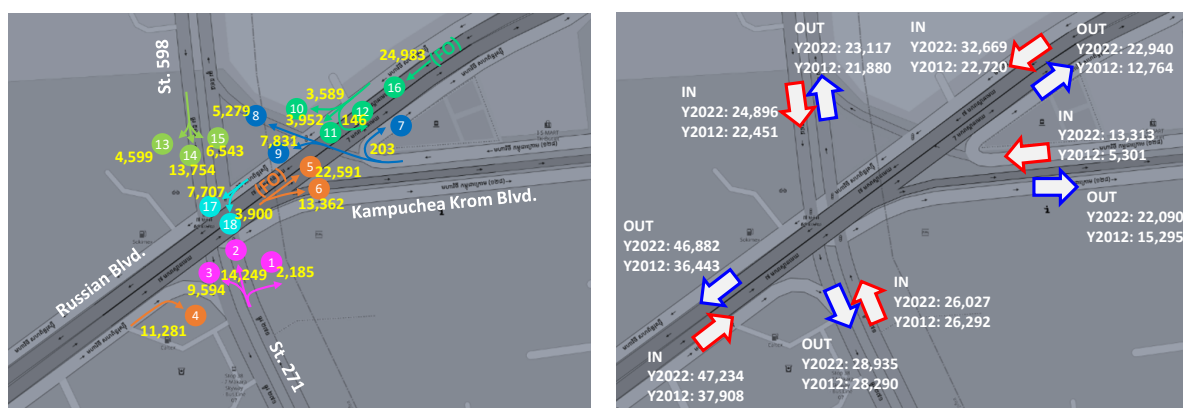 St. 598
24,983
(FO)
16
3,589
10
12
5,279
8
3,952
146
11
7
15
7,831
9
203
13
14
6,543
4,599
13,754
5
22,591
(FO)
6
7,707
13,362
17
3,900
18
Kampuchea Krom Blvd.
2
1
3
14,249
2,185
9,594
Russian Blvd.
4
11,281
St. 271
OUT
Y2022: 23,117
Y2012: 21,880
IN
Y2022: 32,669
Y2012: 22,720
OUT
Y2022: 22,940
Y2012: 12,764
IN
Y2022: 24,896
Y2012: 22,451
IN
Y2022: 13,313
Y2012: 5,301
OUT
Y2022: 22,090
Y2012: 15,295
OUT
Y2022: 46,882
Y2012: 36,443
IN
Y2022: 26,027
Y2012: 26,292
OUT
Y2022: 28,935
Y2012: 28,290
IN
Y2022: 47,234
Y2012: 37,908